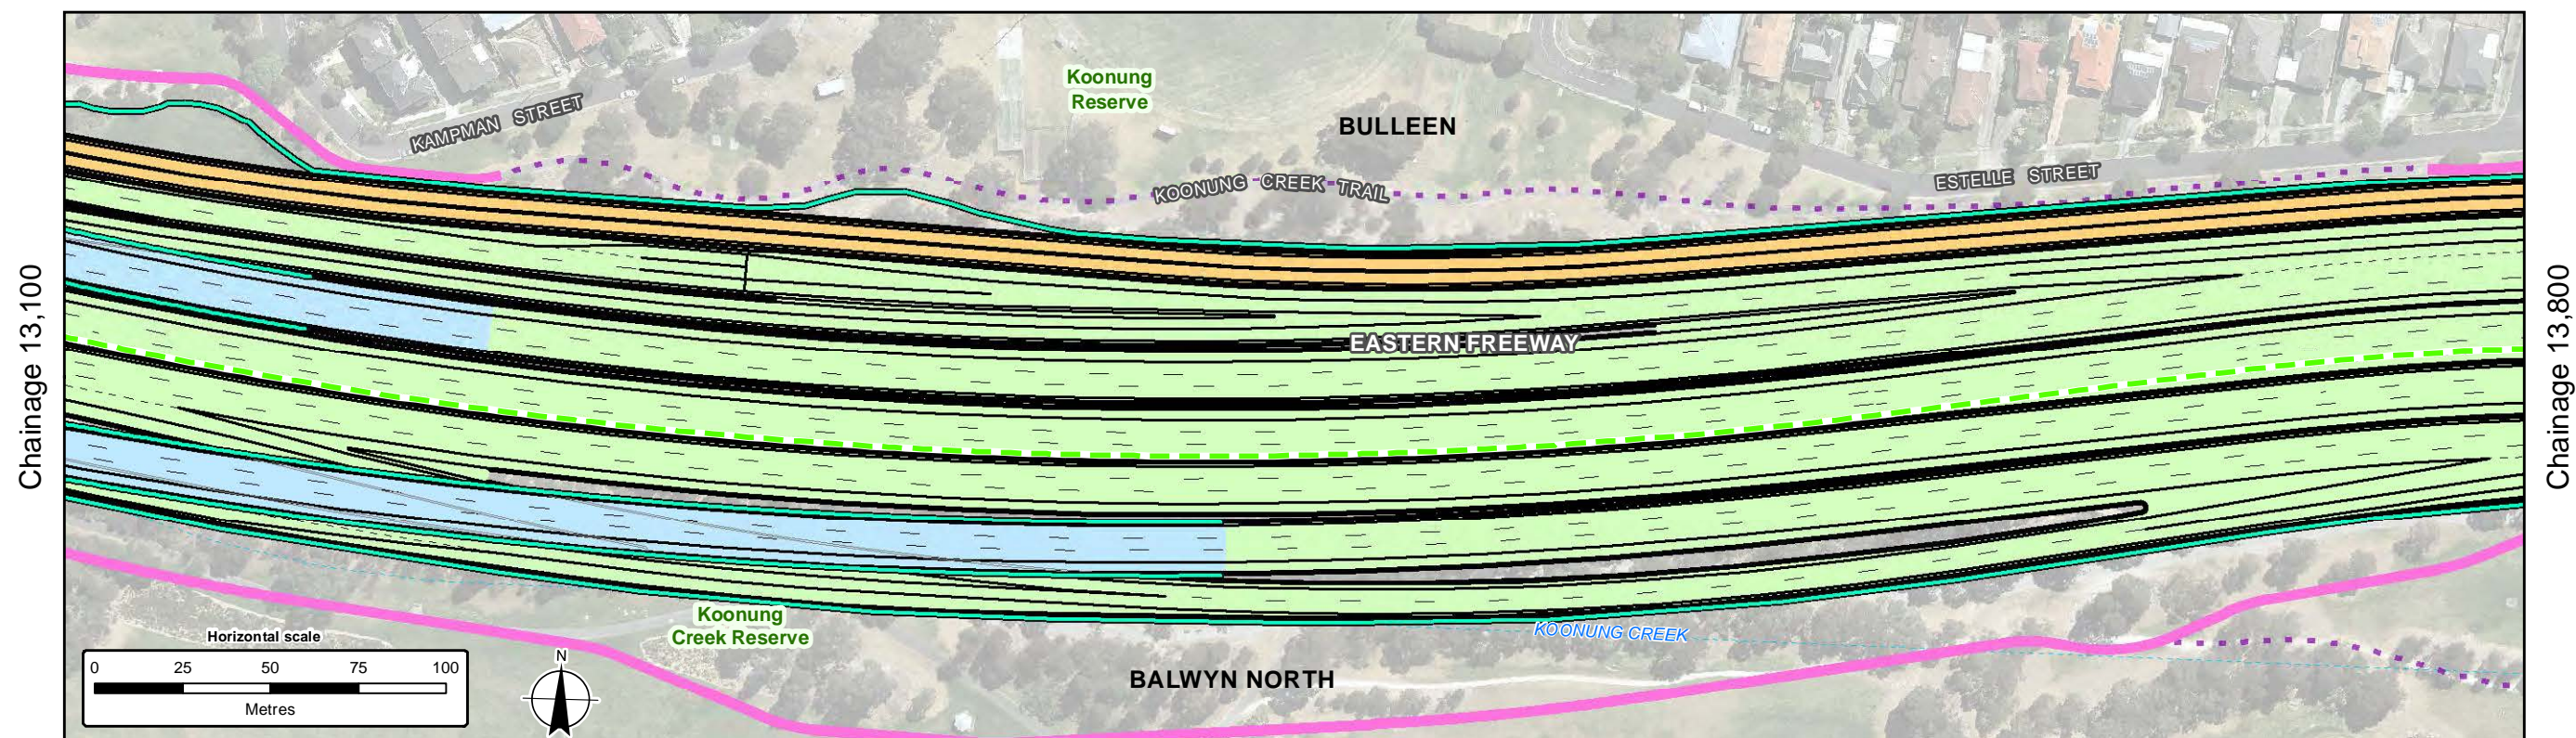 Koonung
Reserve
BULLEEN
KAMPMAN STREET
KOONUNG CREEK TRAIL
ESTELLE STREET
Chainage 13,100
Chainage 13,800
EASTERN FREEWAY
Koonung
Creek Reserve
KOONUNG CREEK
BALWYN NORTH
Horizontal scale
0 25 50 75 100
Metres
N